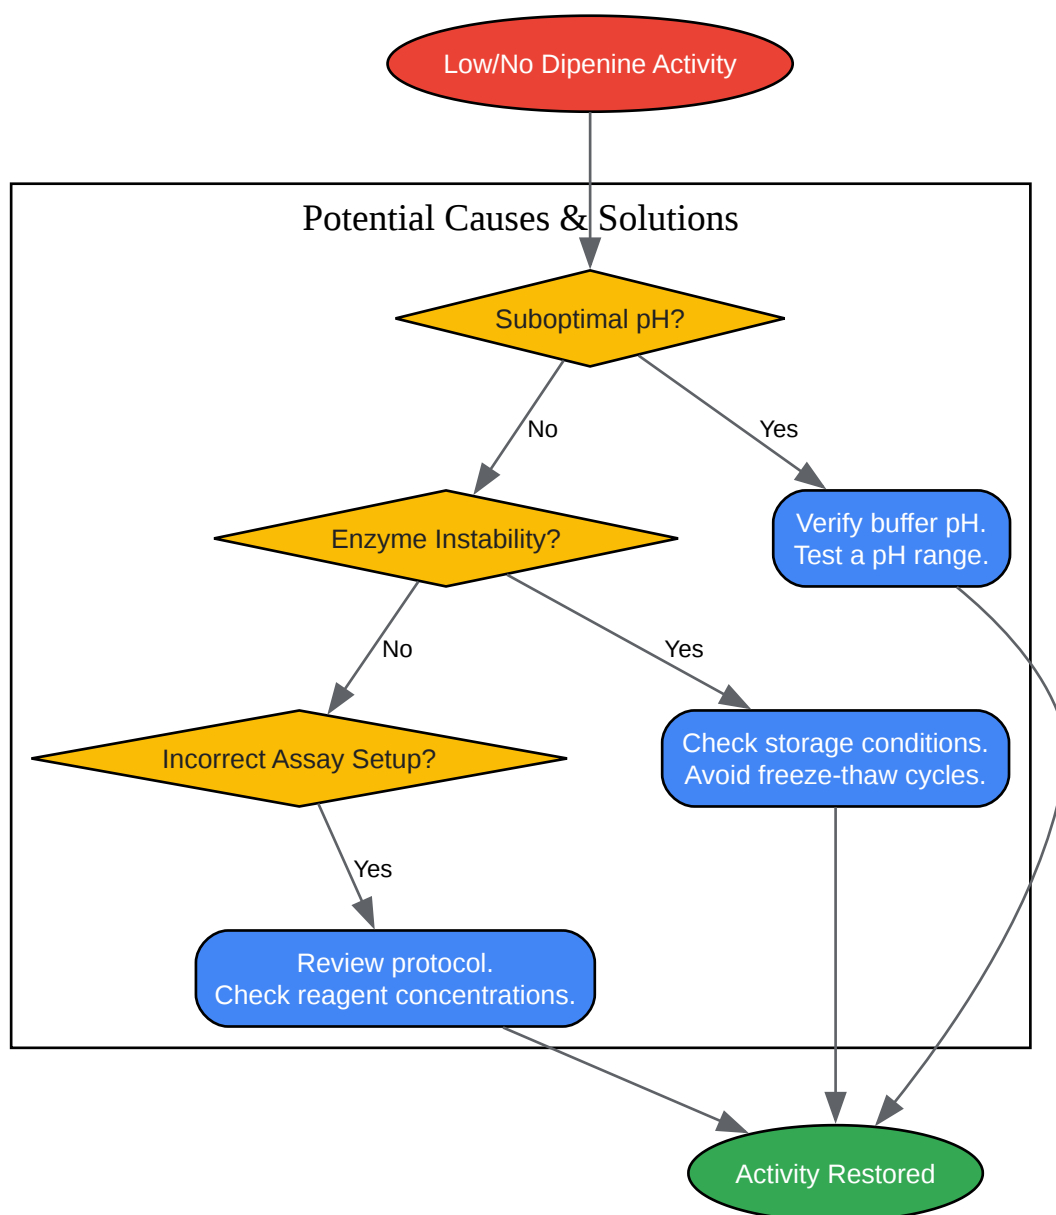 Low/No Dipenine Activity
Potential Causes & Solutions
Suboptimal pH?
No
Yes
Enzyme Instability?
Verify buffer pH.
Test a pH range.
No
Yes
Incorrect Assay Setup?
Check storage conditions.
Avoid freeze-thaw cycles.
Yes
Review protocol.
Check reagent concentrations.
Activity Restored